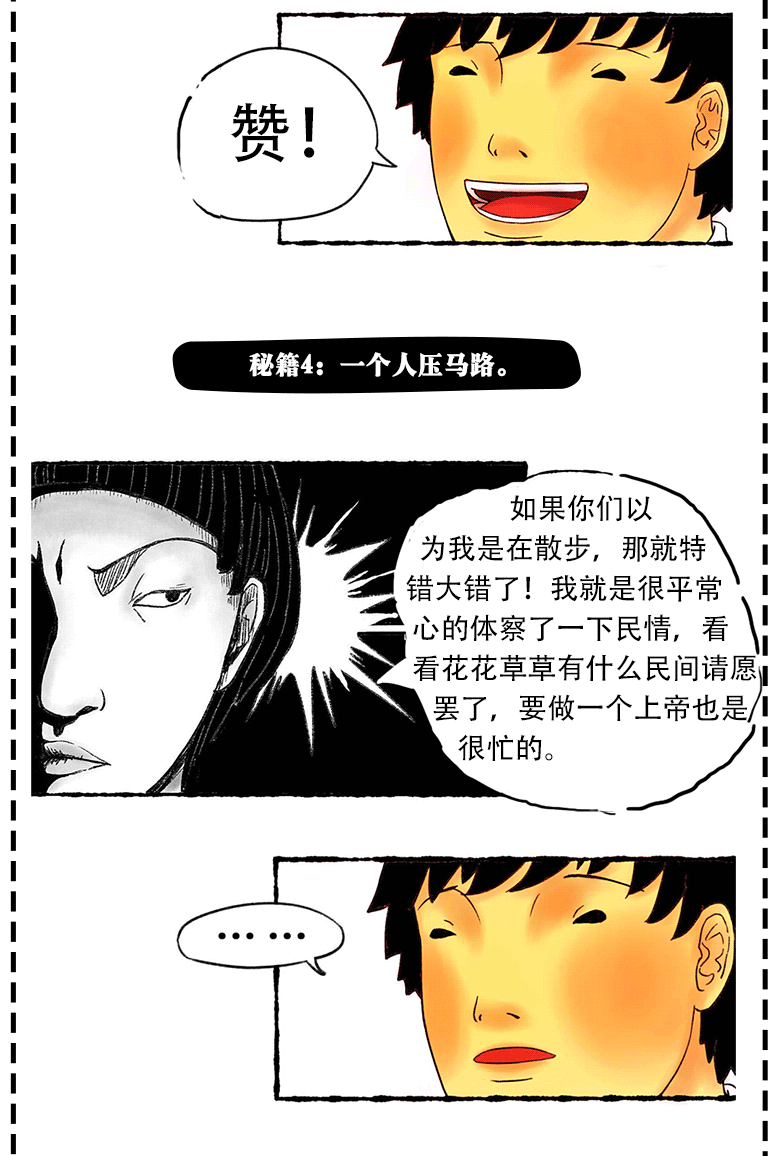 赞！
秘籍4：一个人压马路。
如果你们以
为我是在散步，那就特
错大错了！我就是很平常
心的体察了一下民情，看
看花花草草有什么民间请愿
罢了，要做一个上帝也是
很忙的。
……